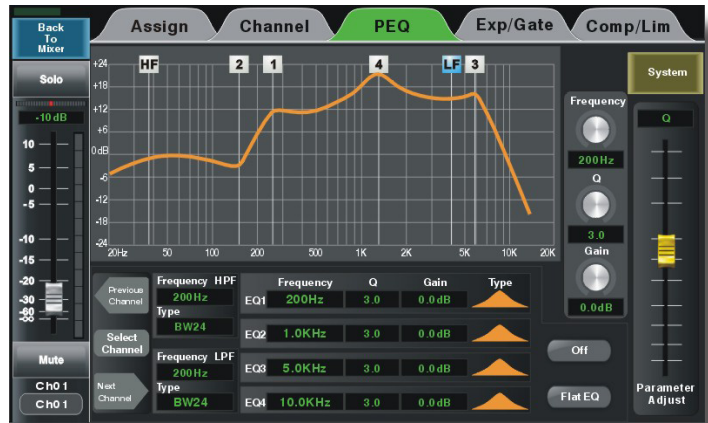 Back
To
Mixer
Assign
Channel
PEQ
Exp/Gate
Comp/Lim
Solo
-10 dB
10
5
0
-5
-10
-15
-20
-30
-60
-∞
Mute
Ch01
Ch01
+24
+18
+12
+6
0dB
-6
-12
-18
-24
HF
2
1
4
LF
3
20Hz
50
100
200
500
1K
2K
5K
10K
20K
Frequency
200Hz
Q
3.0
Gain
0.0dB
System
Q
Parameter
Adjust
Previous
Channel
Select
Channel
Next
Channel
Frequency HPF
200Hz
Type
BW24
Frequency LPF
200Hz
Type
BW24
Frequency Q Gain Type
EQ1 200Hz 3.0 0.0dB
EQ2 1.0KHz 3.0 0.0dB
EQ3 5.0KHz 3.0 0.0dB
EQ4 10.0KHz 3.0 0.0dB
Off
Flat EQ